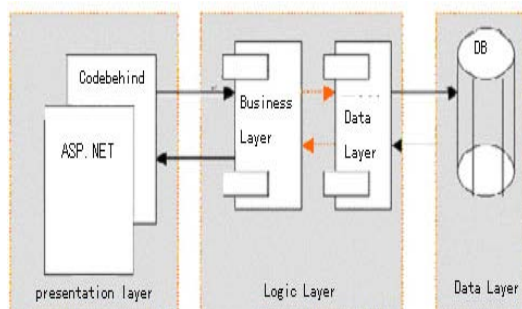 Codebehind
ASP.NET
presentation layer
Business
Layer
Data
Layer
Logic Layer
DB
Data Layer